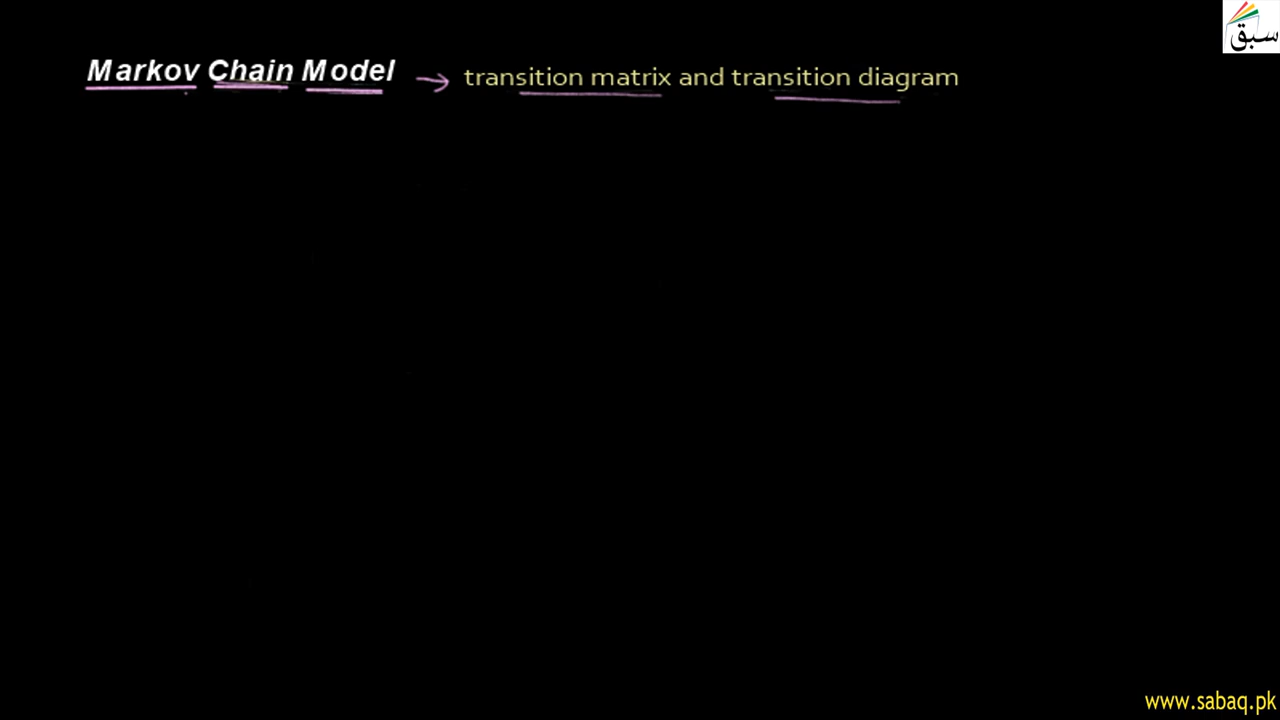 سبق
Markov Chain Model → transition matrix and transition diagram
www.sabaq.pk